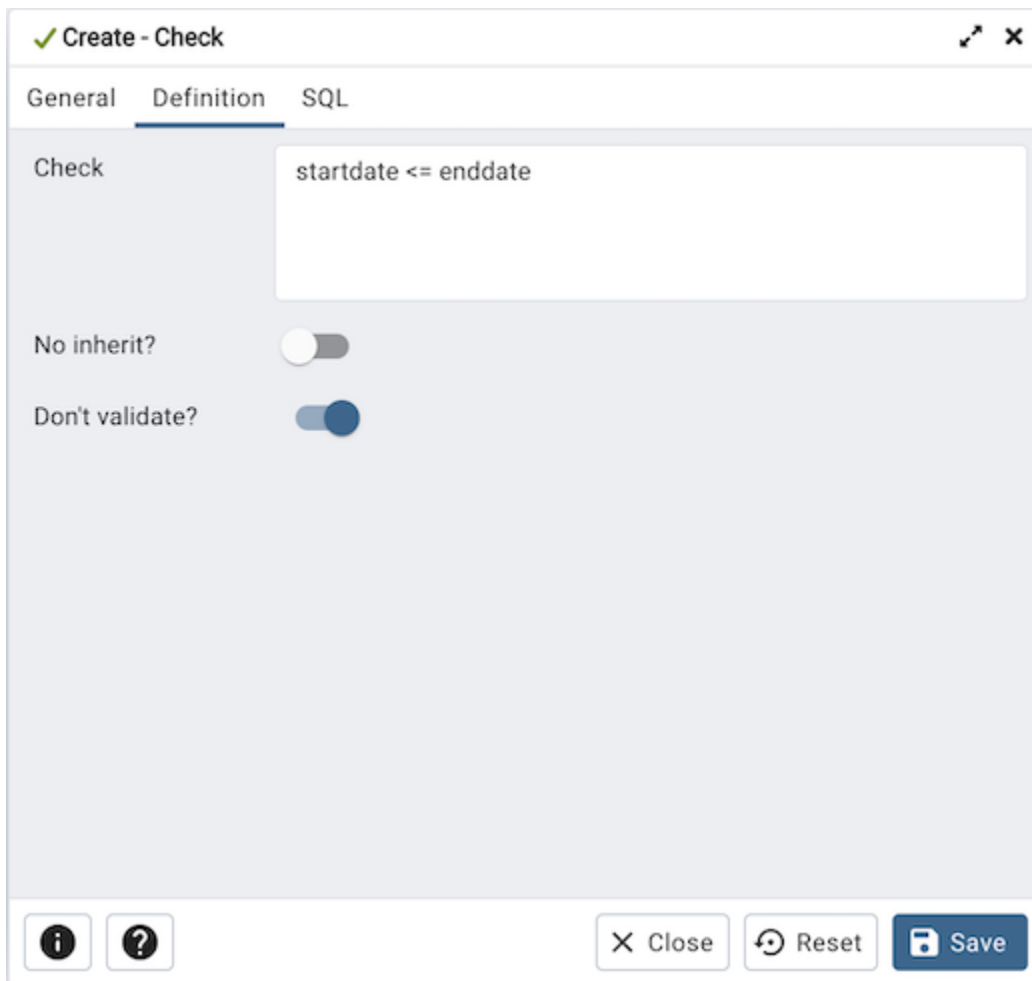 Create - Check
General Definition SQL
Check startdate <= enddate
No inherit?
Don't validate?
Close Reset Save